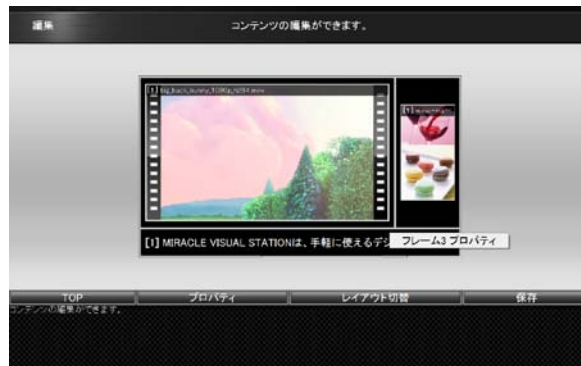 編集
コンテンツの編集ができます。
[1] big_buck_bunny_1080p_h264.mov
[1]
[1] MIRACLE VISUAL STATIONは、手軽に使えるデジ
フレーム3 プロパティ
TOP
プロパティ
レイアウト切替
保存
コンテンツの編集ができます。